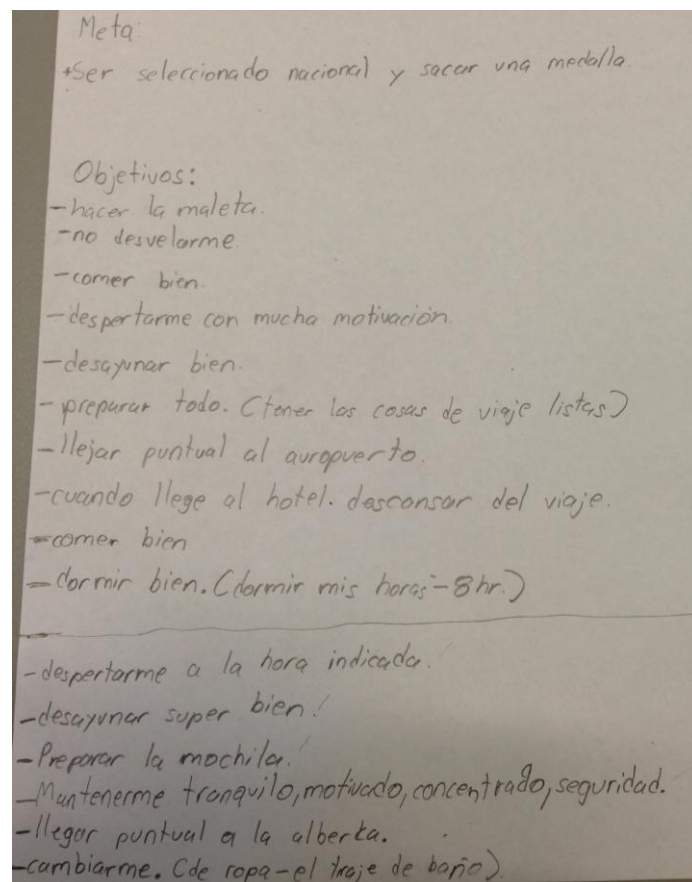 Meta:
+Ser seleccionado nacional y sacar una medalla.
Objetivos:
-hacer la maleta.
-no desvelarme
-comer bien.
-despertarme con mucha motivación.
-desayunar bien.
-preparar todo. (tener las cosas de viaje listas)
-llejar puntual al auropuerto.
-cuando llege al hotel. descansar del viaje.
-comer bien
-dormir bien. (dormir mis horas-8hr.)
-despertarme a la hora indicada.
-desayunar super bien!
-Preparar la mochila.
-Mantenerme tranquilo, motivado, concentrado, seguridad.
-llegar puntual a la alberka.
-cambiarme. (de ropa-el traje de baño).